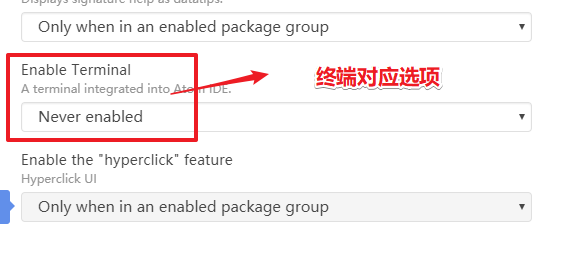 Displays signature help as datatips.
Only when in an enabled package group
Enable Terminal
A terminal integrated into Atom IDE.
终端对应选项
Never enabled
Enable the "hyperclick" feature
Hyperclick UI
Only when in an enabled package group